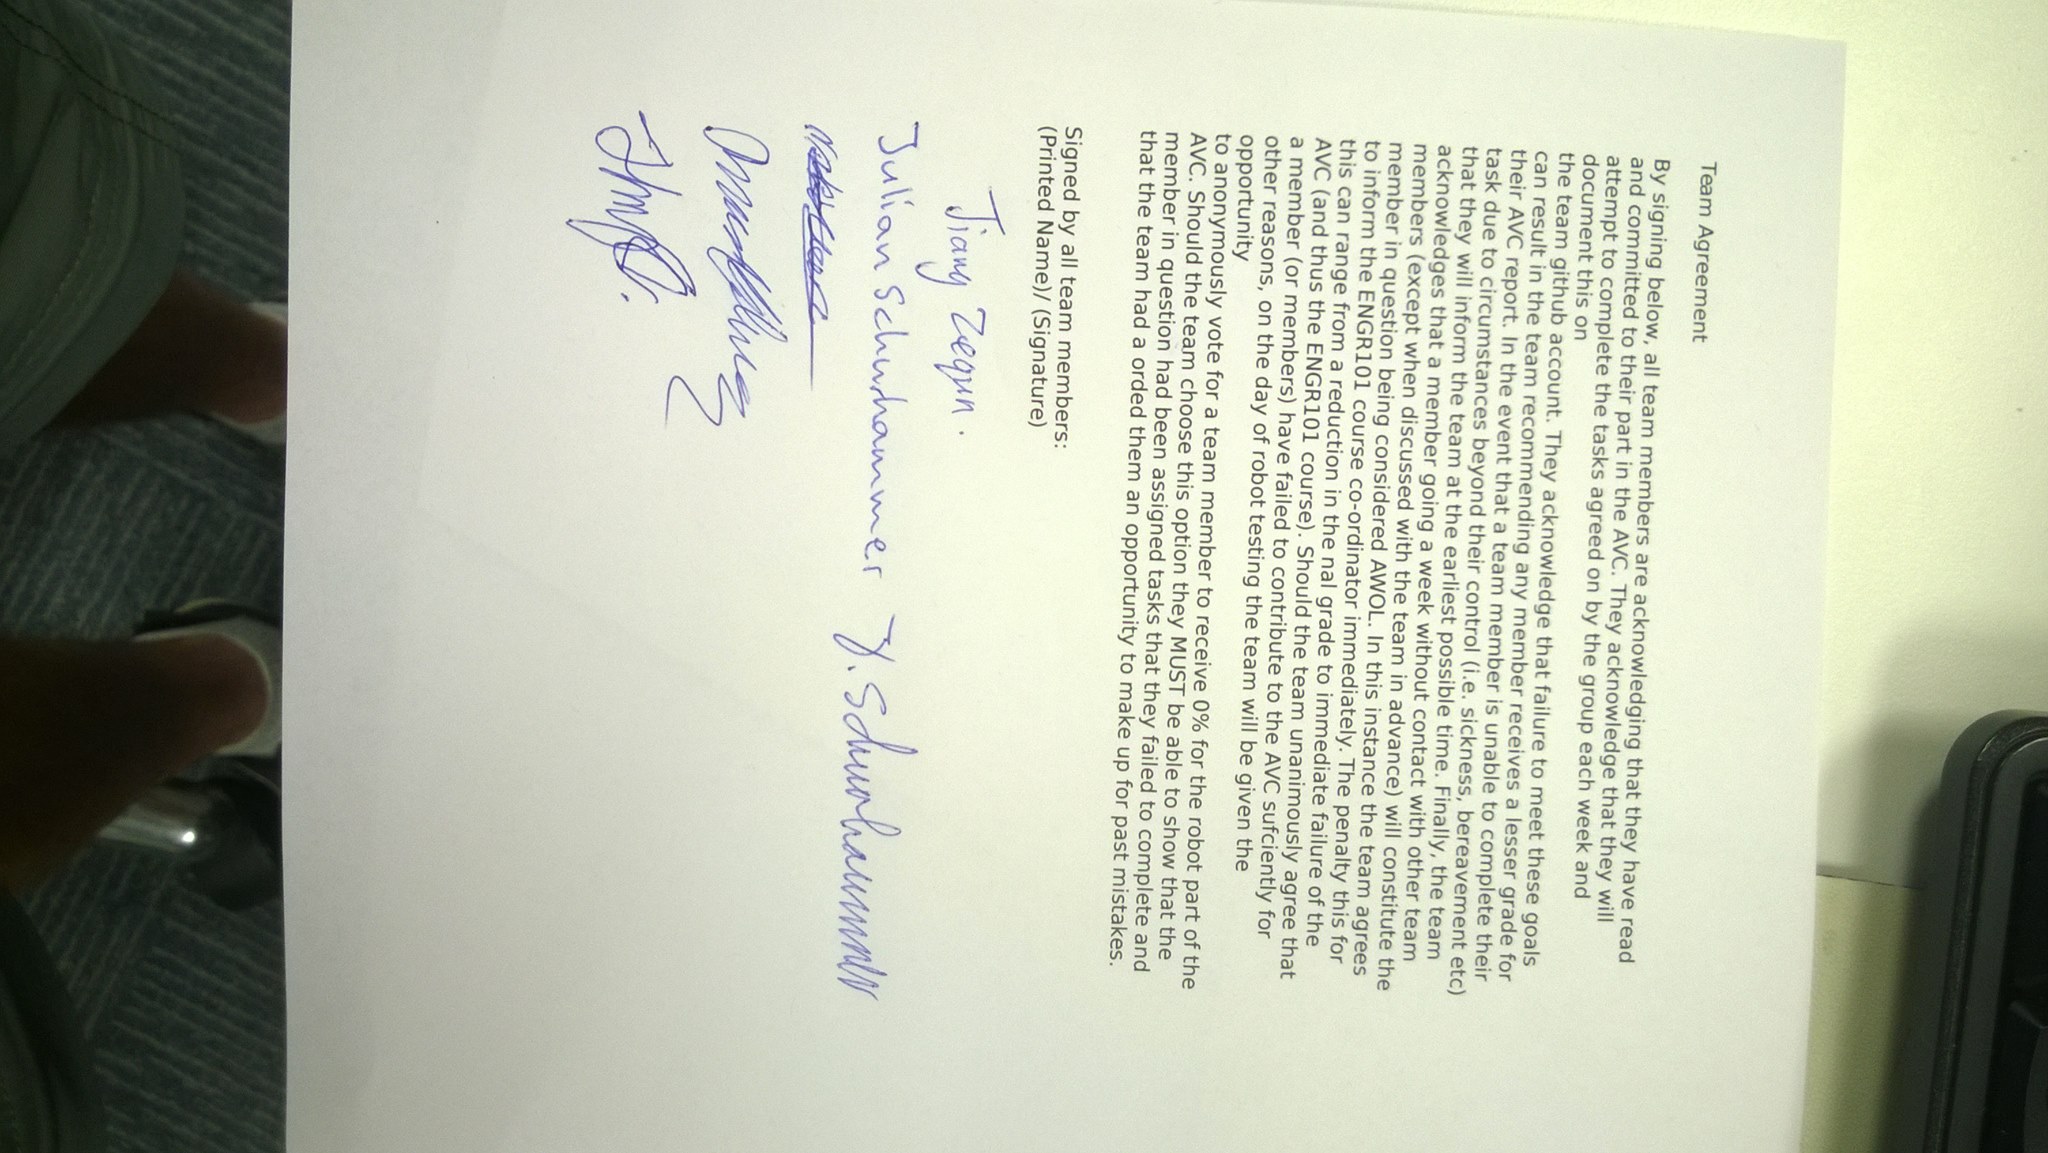 Team Agreement
By signing below, all team members are acknowledging that they have read
and committed to their part in the AVC. They acknowledge that they will
attempt to complete the tasks agreed on by the group each week and
document this on
the team github account. They acknowledge that failure to meet these goals
can result in the team recommending any member receives a lesser grade for
their AVC report. In the event that a team member is unable to complete their
task due to circumstances beyond their control (i.e. sickness, bereavement etc)
that they will inform the team at the earliest possible time. Finally, the team
acknowledges that a member going a week without contact with other team
members (except when discussed with the team in advance) will constitute the
member in question being considered AWOL. In this instance the team agrees
to inform the ENGR101 course co-ordinator immediately. The penalty this for
this can range from a reduction in the nal grade to immediate failure of the
AVC (and thus the ENGR101 course). Should the team unanimously agree that
a member (or members) have failed to contribute to the AVC sufciently for
other reasons, on the day of robot testing the team will be given the
opportunity
to anonymously vote for a team member to receive 0% for the robot part of the
AVC. Should the team choose this option they MUST be able to show that the
member in question had been assigned tasks that they failed to complete and
that the team had a orded them an opportunity to make up for past mistakes.
Signed by all team members:
(Printed Name)/ (Signature)
Jiang Zequn.
Julian Schurhammer J. Schurhammer